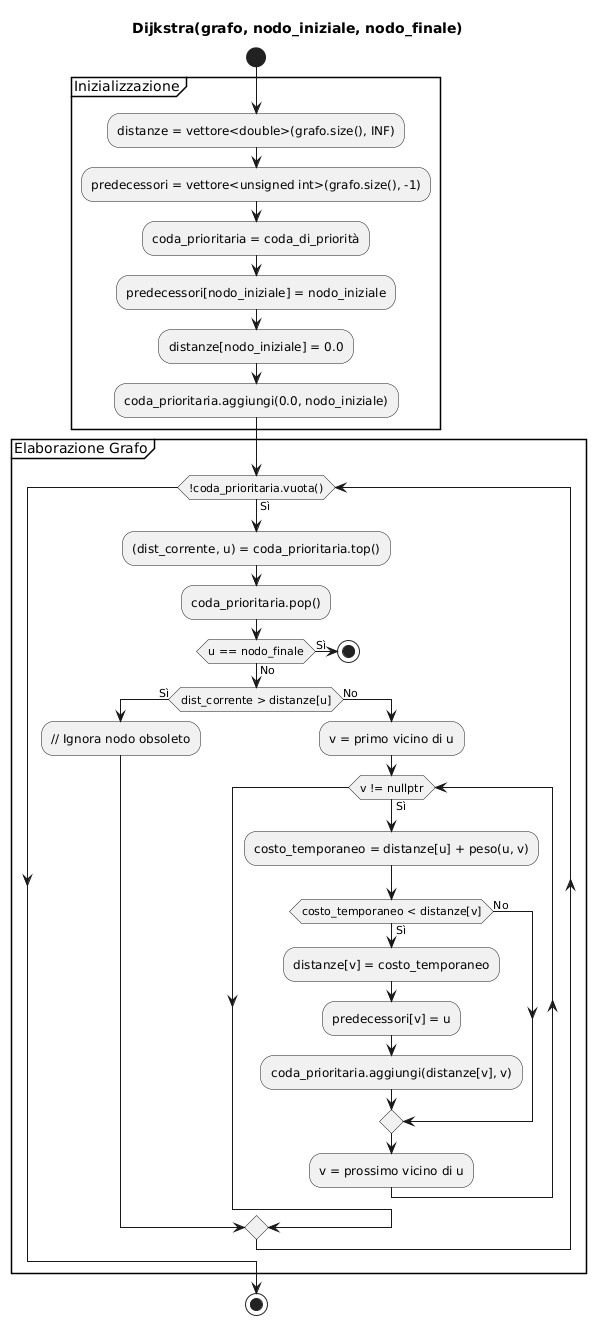 Dijkstra(grafo, nodo_iniziale, nodo_finale)
Inizializzazione
distanze = vettore<double>(grafo.size(), INF)
predecessori = vettore<unsigned int>(grafo.size(), -1)
coda_prioritaria = coda_di_priorità
predecessori[nodo_iniziale] = nodo_iniziale
distanze[nodo_iniziale] = 0.0
coda_prioritaria.aggiungi(0.0, nodo_iniziale)
Elaborazione Grafo
!coda_prioritaria.vuota()
Sì
(dist_corrente, u) = coda_prioritaria.top()
coda_prioritaria.pop()
u == nodo_finale
Sì
No
dist_corrente > distanze[u]
Sì
No
// Ignora nodo obsoleto
v = primo vicino di u
v != nullptr
Sì
costo_temporaneo = distanze[u] + peso(u, v)
costo_temporaneo < distanze[v]
No
Sì
distanze[v] = costo_temporaneo
predecessori[v] = u
coda_prioritaria.aggiungi(distanze[v], v)
v = prossimo vicino di u